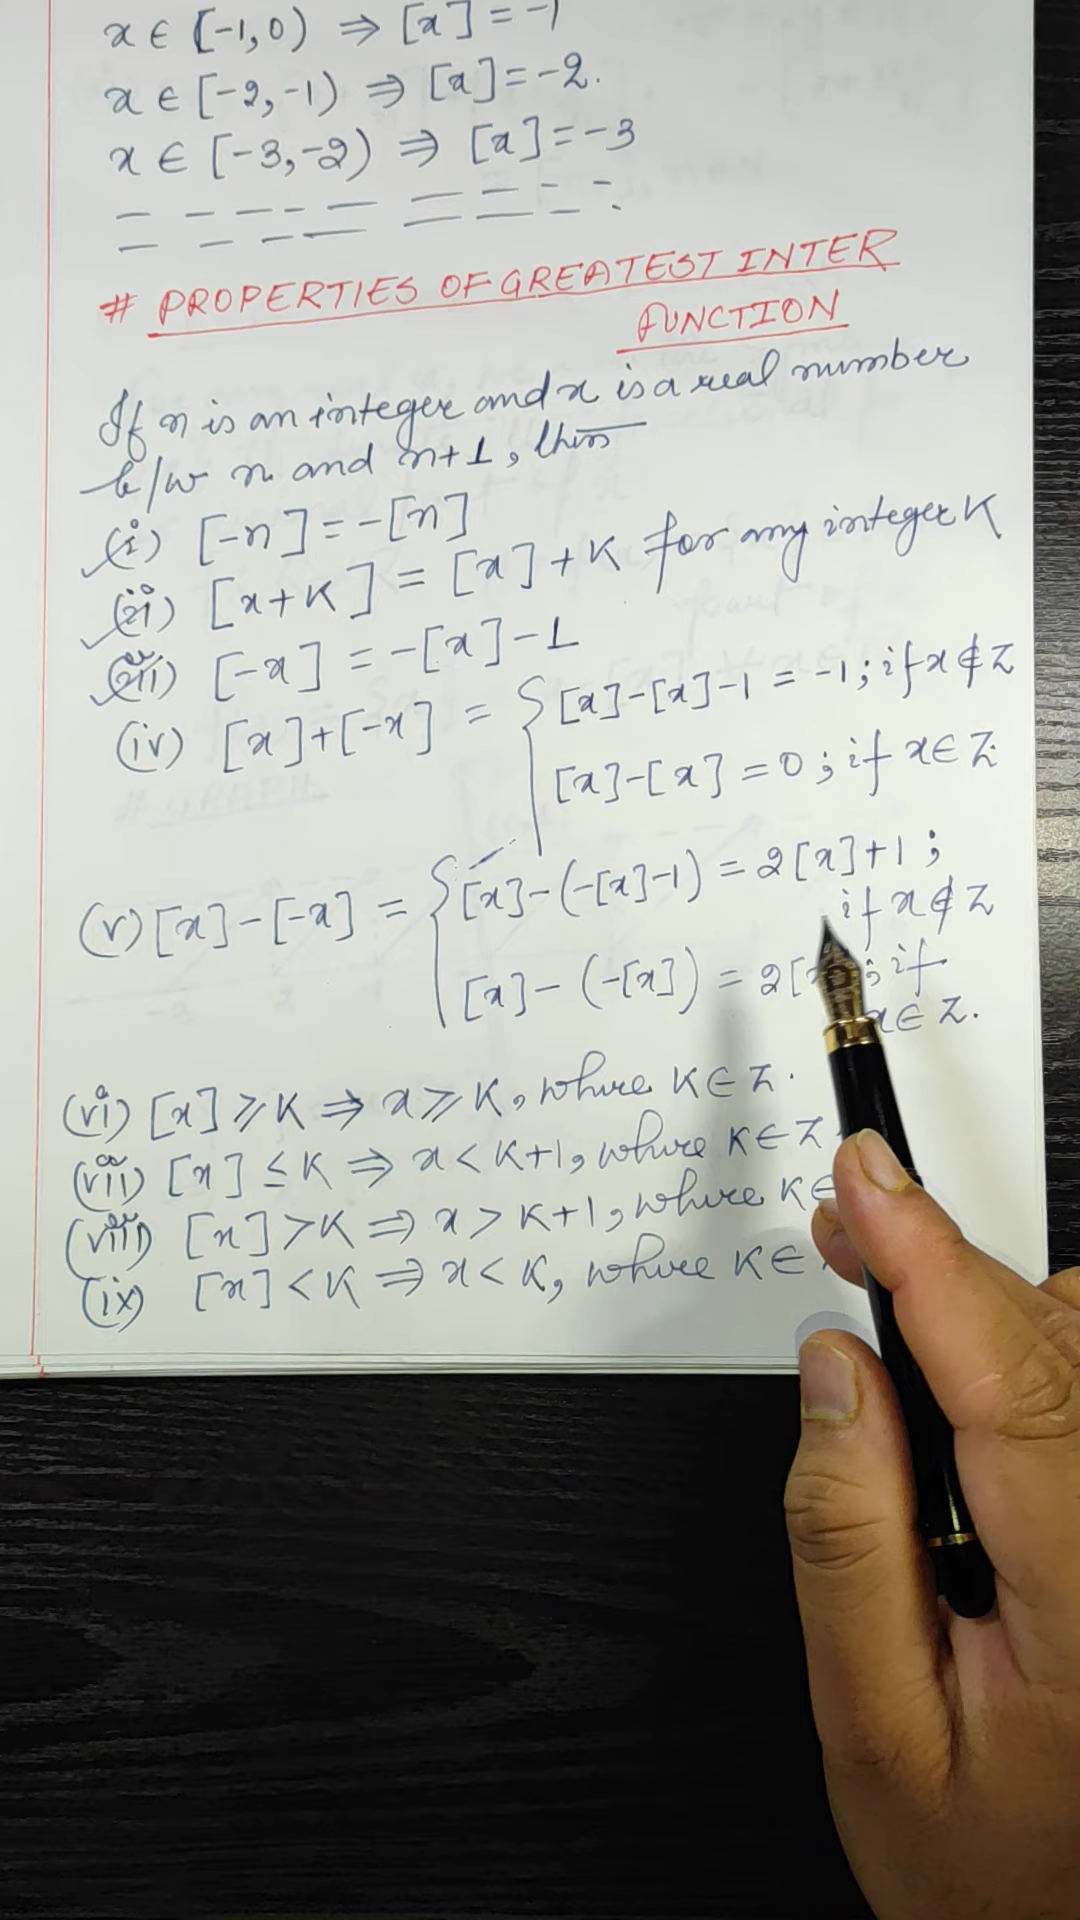 x ∈ [-1,0) ⇒ [x] = -1
x ∈ [-2,-1) ⇒ [x] = -2.
x ∈ [-3,-2) ⇒ [x] = -3
# PROPERTIES OF GREATEST INTER
FUNCTION
If n is an integer and x is a real number
b/w n and n+1, then
(i) [-n] = -[n]
(ii) [x+K] = [x]+K for any integer K
(iii) [-x] = -[x]-1
(iv) [x]+[-x] = { [x]-[x]-1 = -1; if x ∉ Z
[x]-[x] = 0; if x ∈ Z.
(v) [x]-[-x] = { [x]-(-[x]-1) = 2[x]+1;
if x ∉ Z
[x]-(-[x]) = 2[x]; if
x ∈ Z.
(vi) [x] ≥ K ⇒ x ≥ K, where K ∈ Z.
(vii) [x] ≤ K ⇒ x < K+1, where K ∈ Z
(viii) [x] > K ⇒ x > K+1, where K ∈
(ix) [x] < K ⇒ x < K, where K ∈